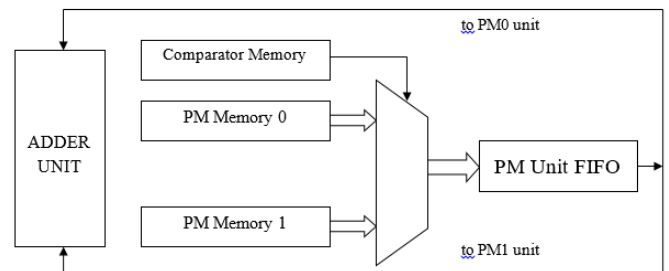 to PM0 unit
Comparator Memory
PM Memory 0
ADDER
UNIT
PM Unit FIFO
PM Memory 1
to PM1 unit